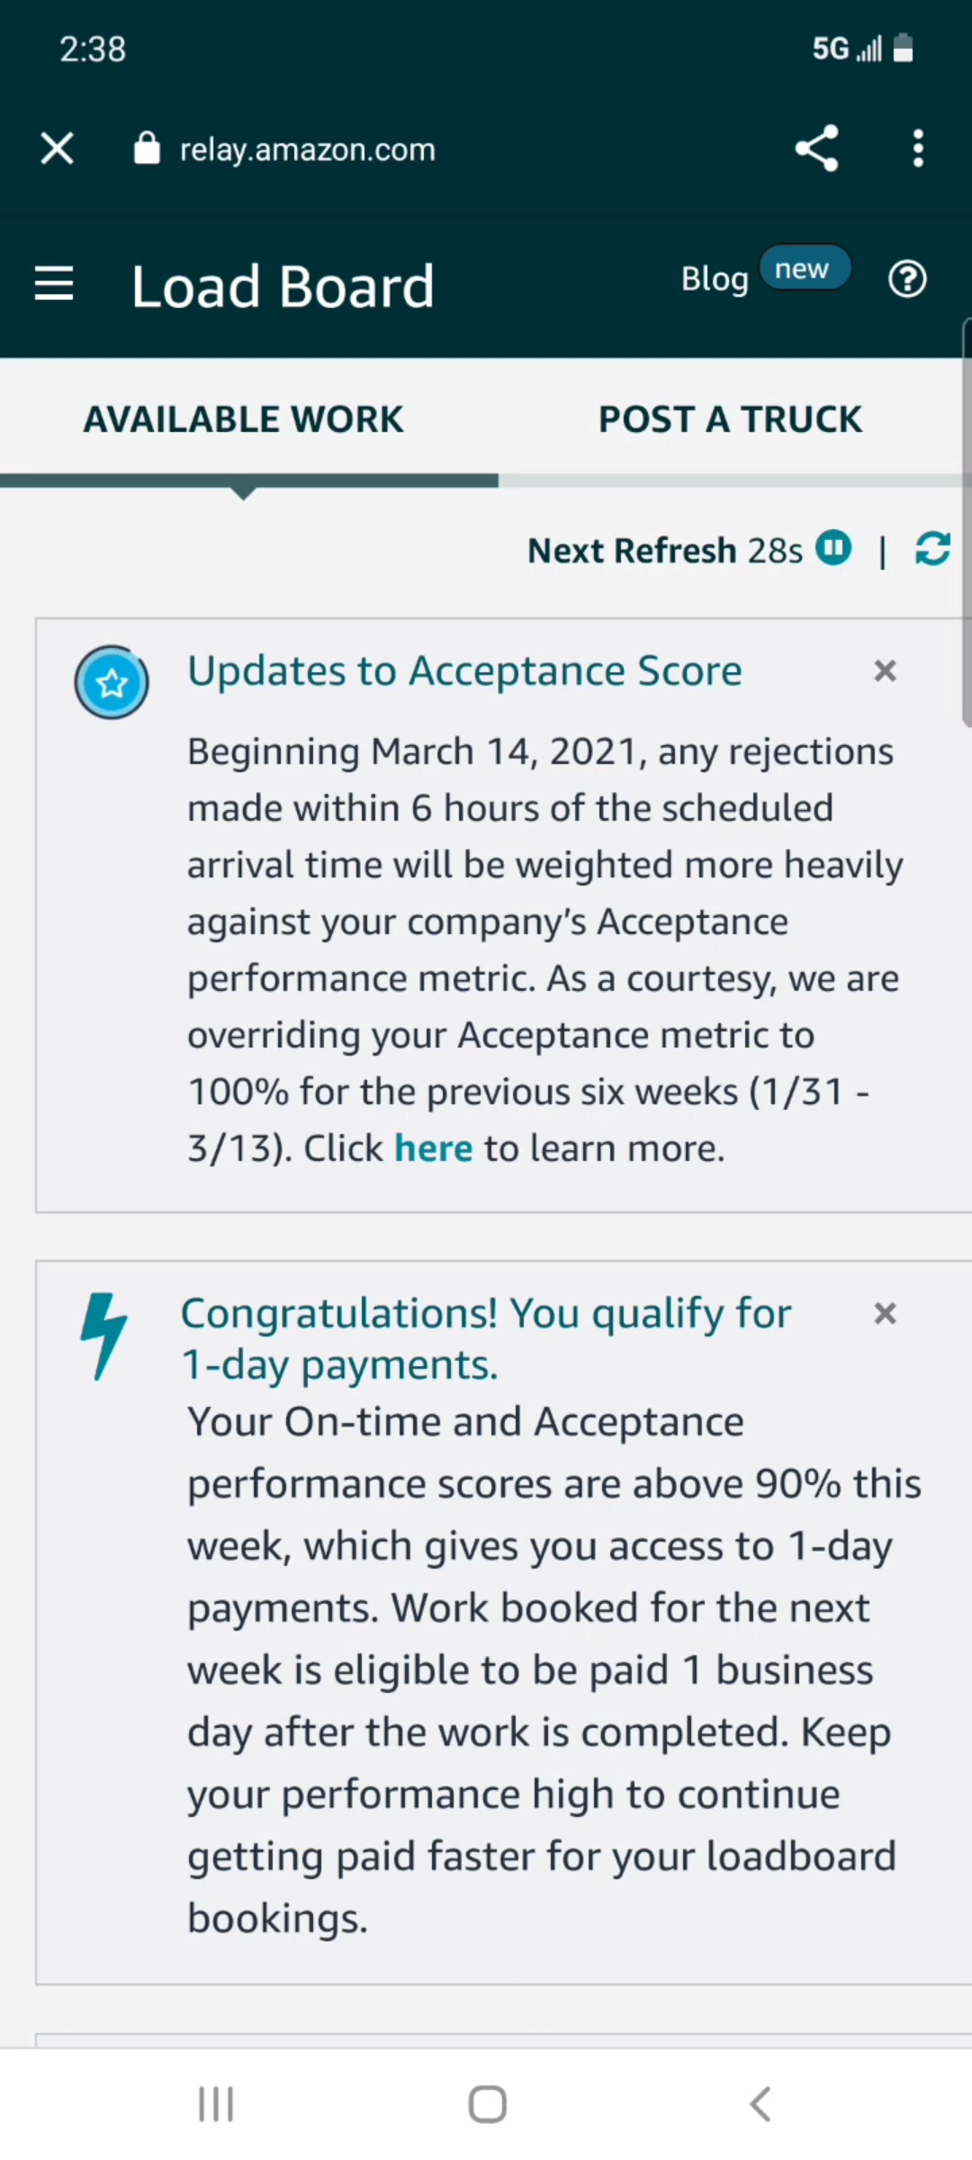 2:38
5G
relay.amazon.com
Load Board
Blog new
AVAILABLE WORK
POST A TRUCK
Next Refresh 28s |
Updates to Acceptance Score
Beginning March 14, 2021, any rejections
made within 6 hours of the scheduled
arrival time will be weighted more heavily
against your company's Acceptance
performance metric. As a courtesy, we are
overriding your Acceptance metric to
100% for the previous six weeks (1/31 -
3/13). Click here to learn more.
Congratulations! You qualify for
1-day payments.
Your On-time and Acceptance
performance scores are above 90% this
week, which gives you access to 1-day
payments. Work booked for the next
week is eligible to be paid 1 business
day after the work is completed. Keep
your performance high to continue
getting paid faster for your loadboard
bookings.